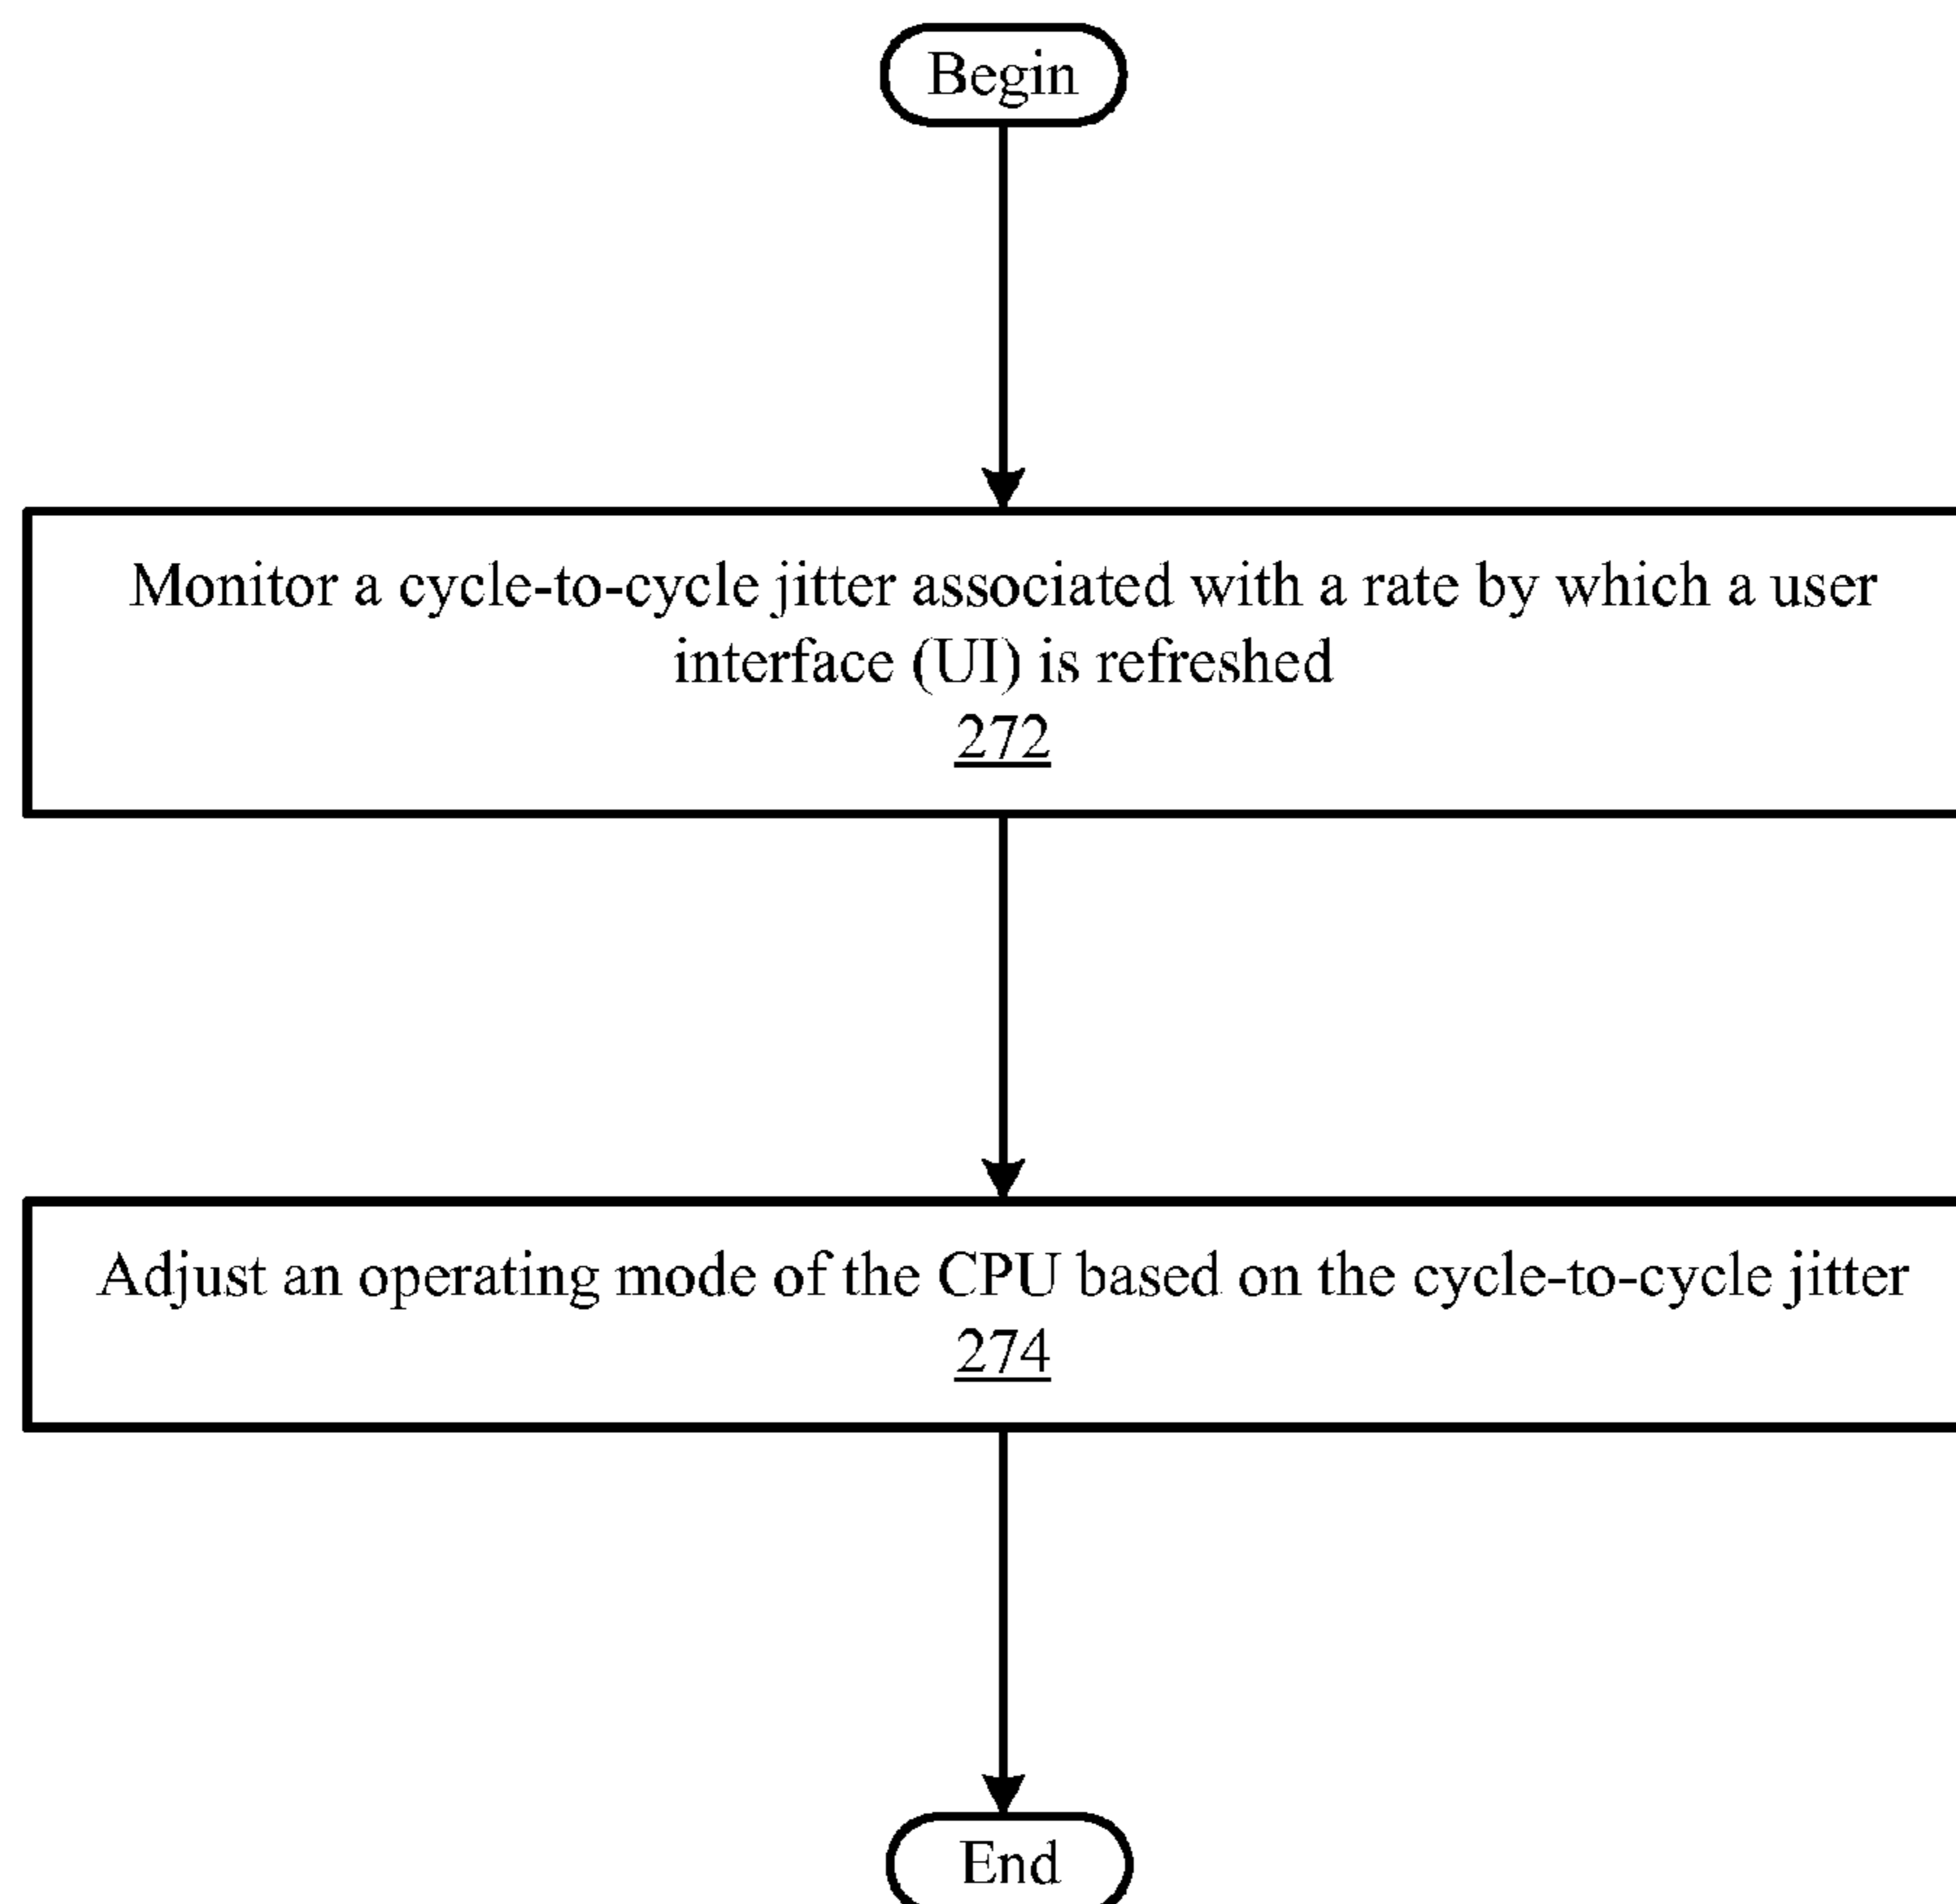 Begin
Monitor a cycle-to-cycle jitter associated with a rate by which a user
interface (UI) is refreshed
272
Adjust an operating mode of the CPU based on the cycle-to-cycle jitter
274
End